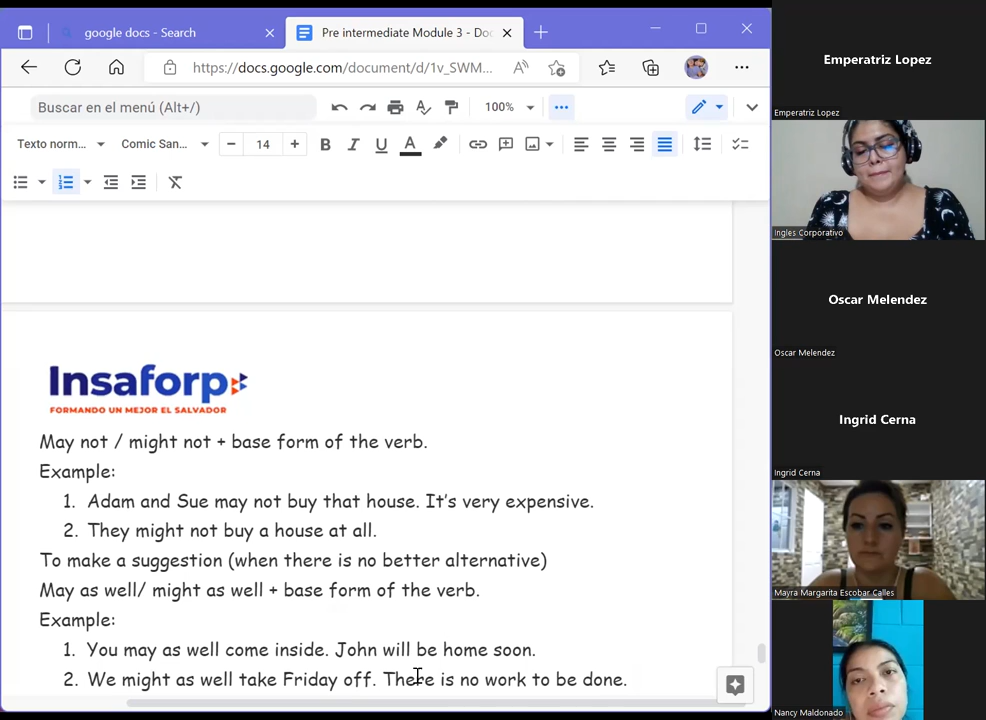 google docs - Search
Pre intermediate Module 3 - Doc
https://docs.google.com/document/d/1v_SWM...
Buscar en el menú (Alt+/)
100%
Texto norm...
Comic San...
14
Insaforp
FORMANDO UN MEJOR EL SALVADOR
May not / might not + base form of the verb.
Example:
1. Adam and Sue may not buy that house. It's very expensive.
2. They might not buy a house at all.
To make a suggestion (when there is no better alternative)
May as well/ might as well + base form of the verb.
Example:
1. You may as well come inside. John will be home soon.
2. We might as well take Friday off. There is no work to be done.
Emperatriz Lopez
Emperatriz Lopez
Ingles Corporativo
Oscar Melendez
Oscar Melendez
Ingrid Cerna
Ingrid Cerna
Mayra Margarita Escobar Calles
Nancy Maldonado